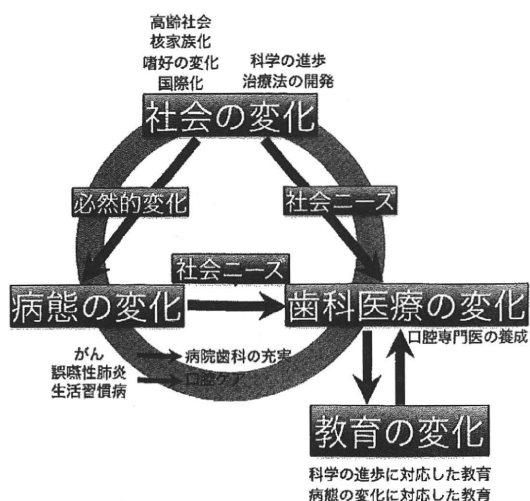 高齢社会
核家族化
嗜好の変化
国際化
科学の進歩
治療法の開発
社会の変化
必然的変化
社会ニーズ
社会ニーズ
病態の変化
歯科医療の変化
口腔専門医の養成
がん
誤嚥性肺炎
生活習慣病
病院歯科の充実
口腔ケア
教育の変化
科学の進歩に対応した教育
病態の変化に対応した教育